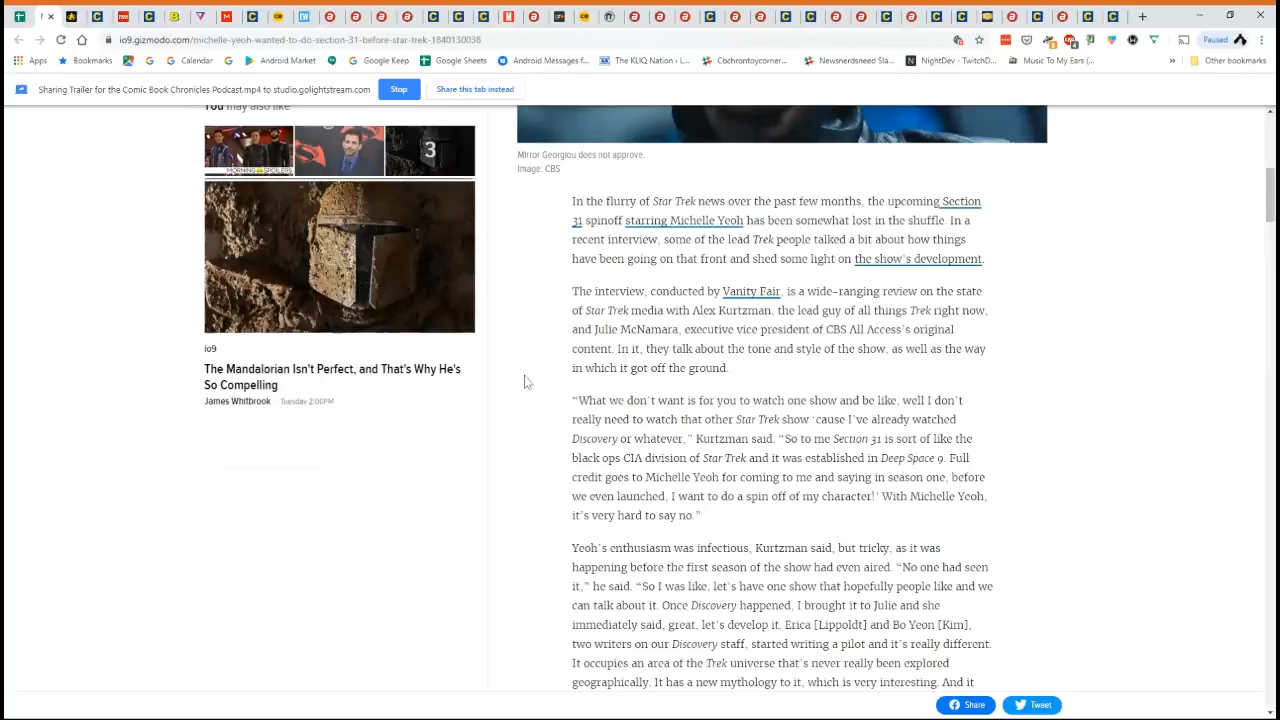 io9.gizmodo.com/michelle-yeoh-wanted-to-do-section-31-before-star-trek-1840130038
Paused
Apps
Bookmarks
Calendar
Android Market
Google Keep
Google Sheets
Android Messages f...
The KLIQ Nation › L...
Cbchrontoycorner...
Newsnerdsneed Sla...
NightDev - TwitchD...
Music To My Ears (...
»
Other bookmarks
Sharing Trailer for the Comic Book Chronicles Podcast.mp4 to studio.golightstream.com
Stop
Share this tab instead
You may also like
MORNING SPOILERS
3
io9
The Mandalorian Isn't Perfect, and That's Why He's
So Compelling
James Whitbrook Tuesday 2:00PM
Mirror Georgiou does not approve.
Image: CBS
In the flurry of Star Trek news over the past few months, the upcoming Section
31 spinoff starring Michelle Yeoh has been somewhat lost in the shuffle. In a
recent interview, some of the lead Trek people talked a bit about how things
have been going on that front and shed some light on the show's development.
The interview, conducted by Vanity Fair, is a wide-ranging review on the state
of Star Trek media with Alex Kurtzman, the lead guy of all things Trek right now,
and Julie McNamara, executive vice president of CBS All Access's original
content. In it, they talk about the tone and style of the show, as well as the way
in which it got off the ground.
“What we don't want is for you to watch one show and be like, well I don't
really need to watch that other Star Trek show ‘cause I've already watched
Discovery or whatever,” Kurtzman said. “So to me Section 31 is sort of like the
black ops CIA division of Star Trek and it was established in Deep Space 9. Full
credit goes to Michelle Yeoh for coming to me and saying in season one, before
we even launched, I want to do a spin off of my character!’ With Michelle Yeoh,
it's very hard to say no.”
Yeoh's enthusiasm was infectious, Kurtzman said, but tricky, as it was
happening before the first season of the show had even aired. “No one had seen
it,” he said. “So I was like, let's have one show that hopefully people like and we
can talk about it. Once Discovery happened, I brought it to Julie and she
immediately said, great, let's develop it. Erica [Lippoldt] and Bo Yeon [Kim],
two writers on our Discovery staff, started writing a pilot and it's really different.
It occupies an area of the Trek universe that's never really been explored
geographically. It has a new mythology to it, which is very interesting. And it
Share
Tweet